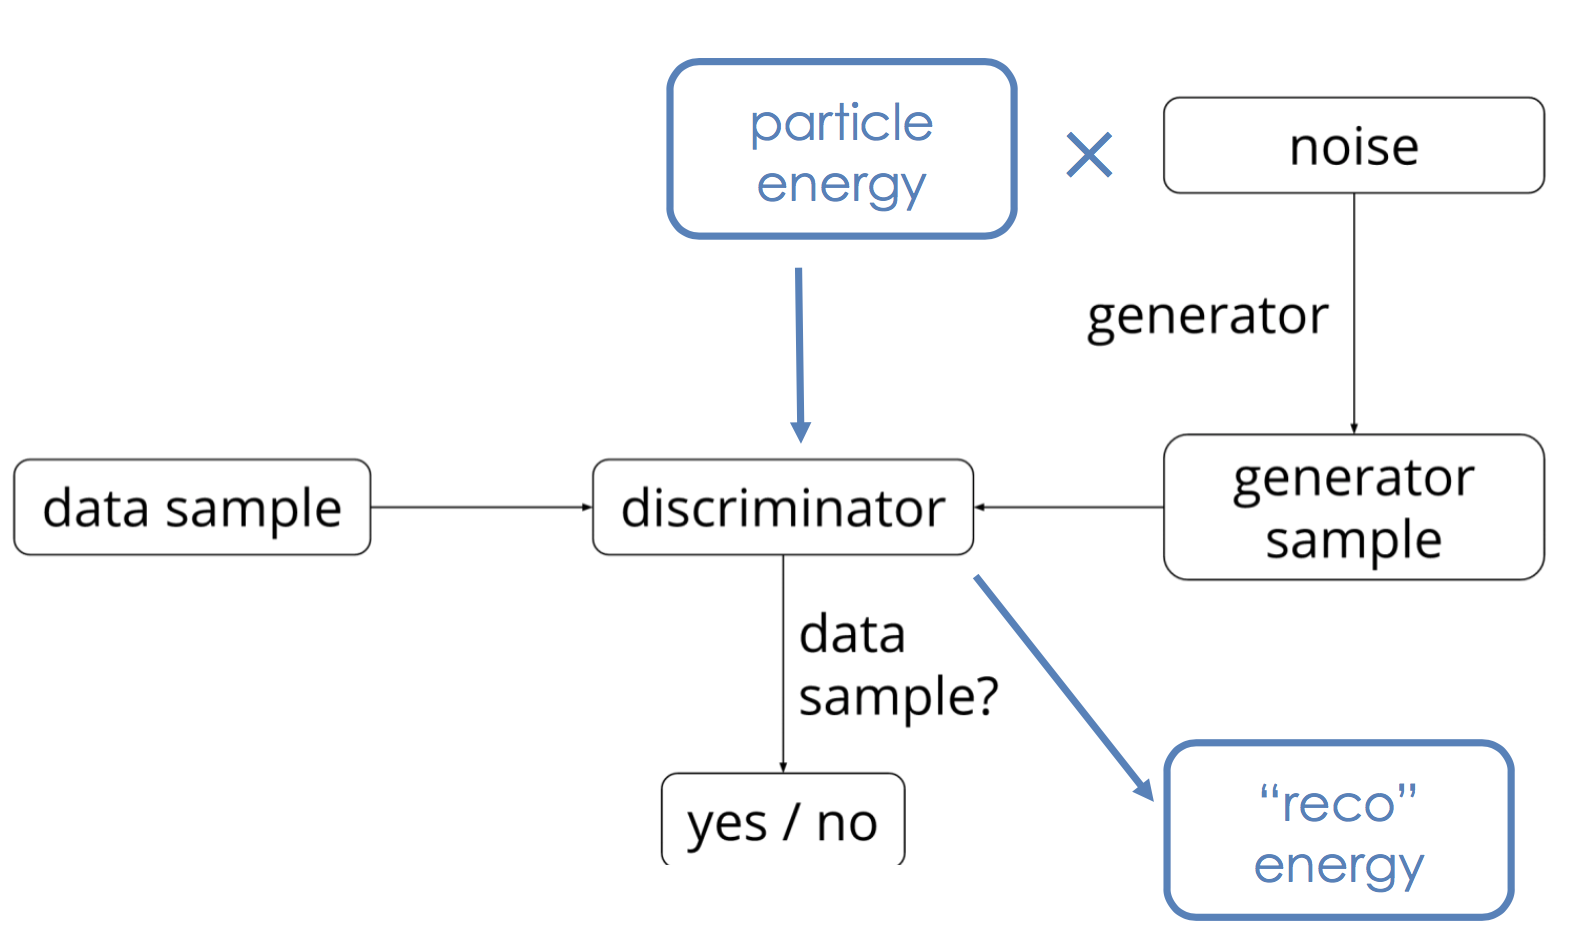 particle
energy
×
noise
generator
data sample
discriminator
generator
sample
data
sample?
yes / no
“reco”
energy